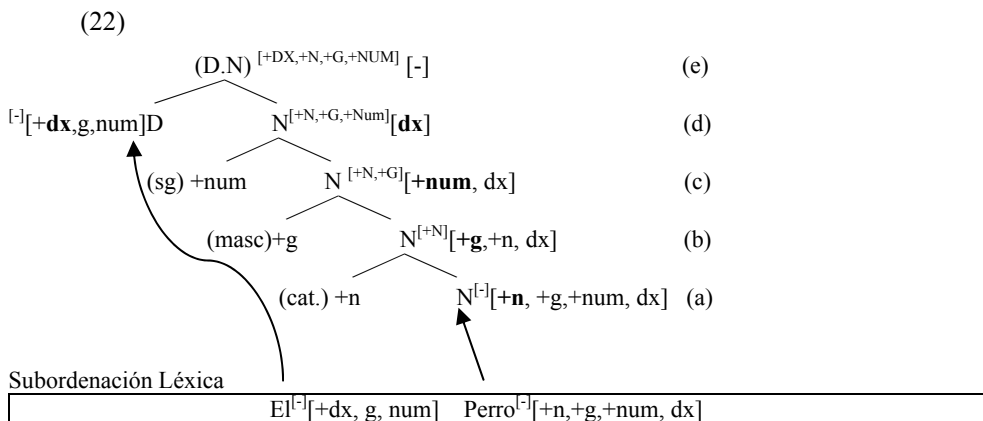 (22)
(D.N) [+DX,+N,+G,+NUM] [-] (e)
[-][+dx,g,num]D N[+N,+G,+Num][dx] (d)
(sg) +num N [+N,+G][+num, dx] (c)
(masc)+g N[+N][+g,+n, dx] (b)
(cat.) +n N[-][+n, +g,+num, dx] (a)
Subordenación Léxica
El[-][+dx, g, num] Perro[-][+n,+g,+num, dx]